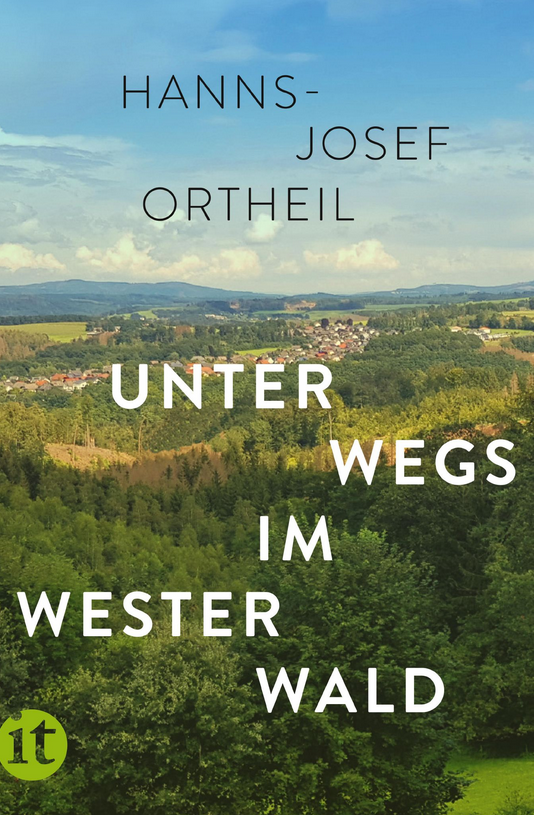 HANNS-
JOSEF
ORTHEIL
UNTER
WEGS
IM
WESTER
WALD
it